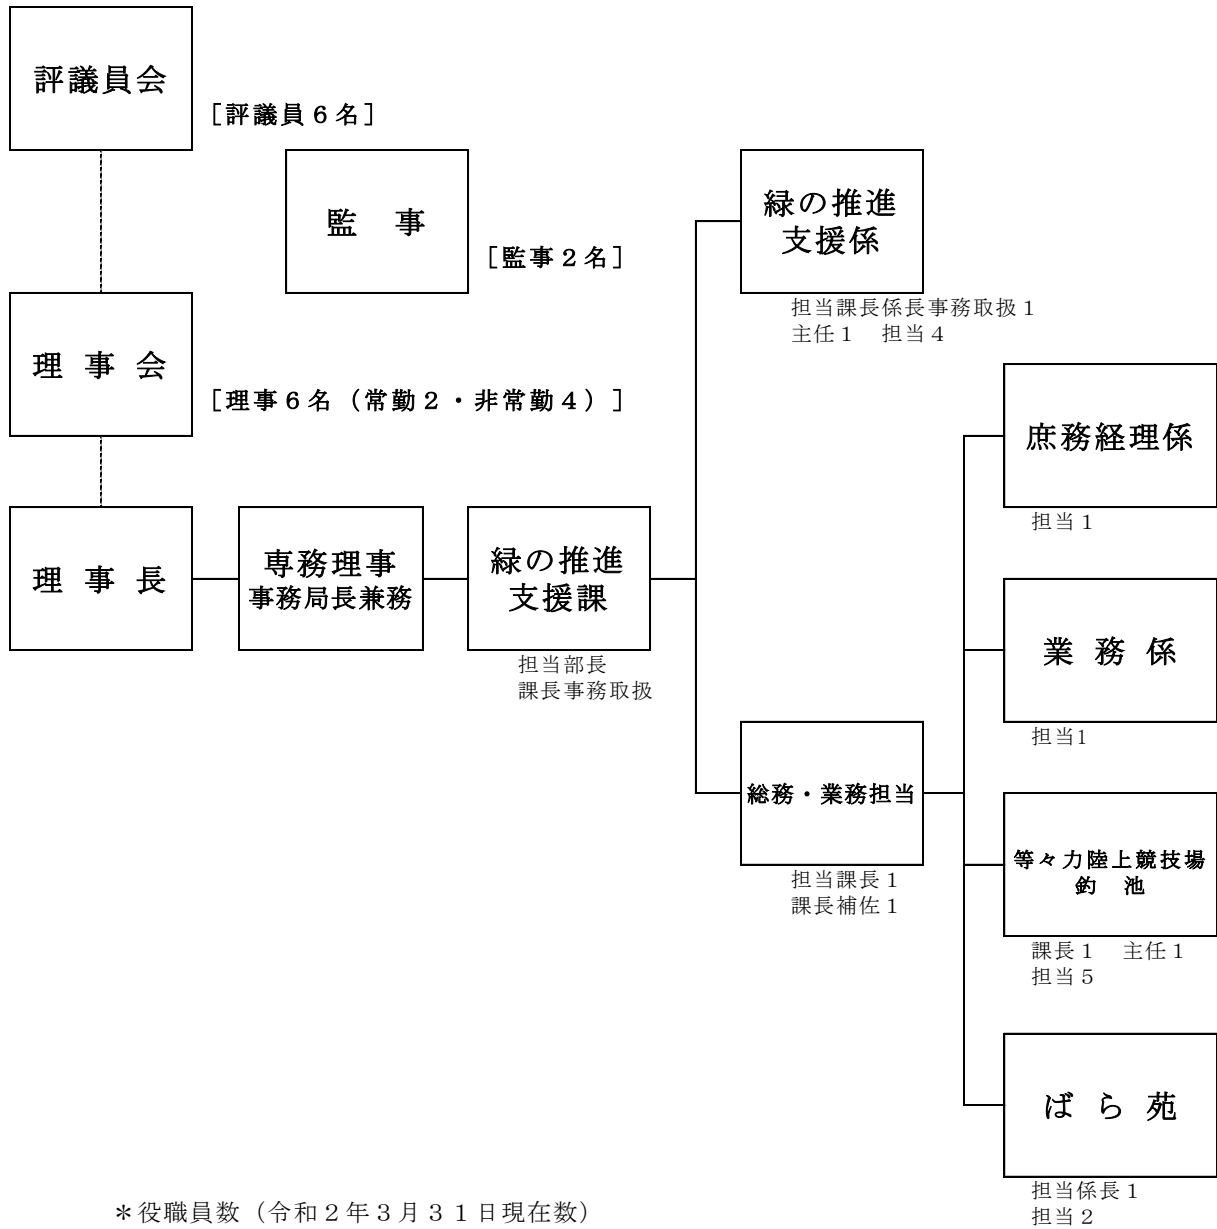 評議員会
［評議員６名］
監　事
［監事２名］
理 事 会
［理事６名（常勤２・非常勤４）］
理 事 長
専務理事
事務局長兼務
緑の推進
支援課
担当部長
課長事務取扱
緑の推進
支援係
担当課長係長事務取扱１
主任１　担当４
総務・業務担当
担当課長１
課長補佐１
庶務経理係
担当１
業 務 係
担当1
等々力陸上競技場
釣　池
課長１　主任１
担当５
ば ら 苑
担当係長１
担当２
＊役職員数（令和２年３月３１日現在数）